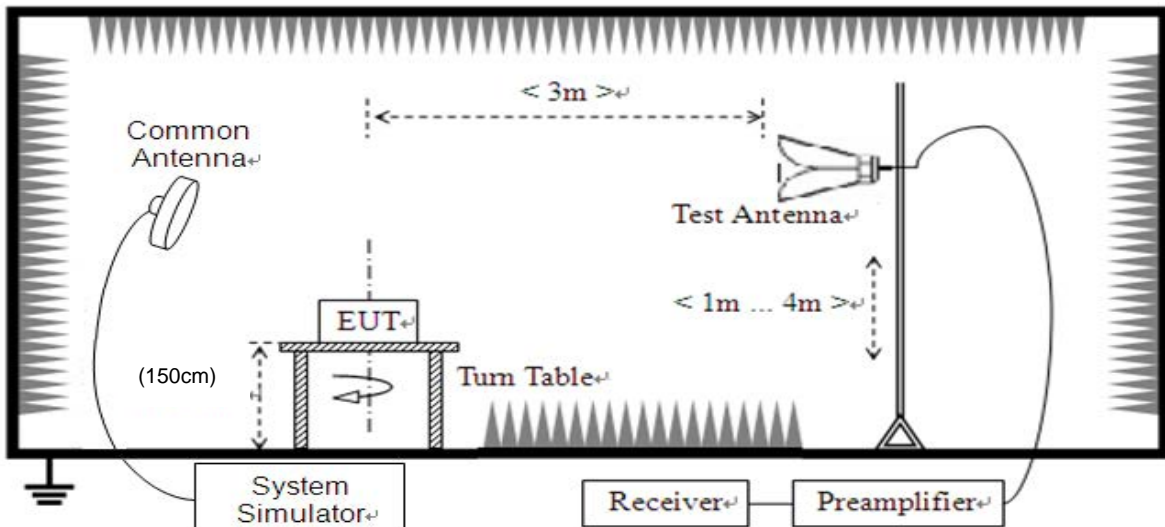 < 3m >↵
Common
Antenna↵
Test Antenna↵
< 1m ... 4m >↵
EUT↵
(150cm)
Turn Table↵
System
Simulator↵
Receiver↵
Preamplifier↵